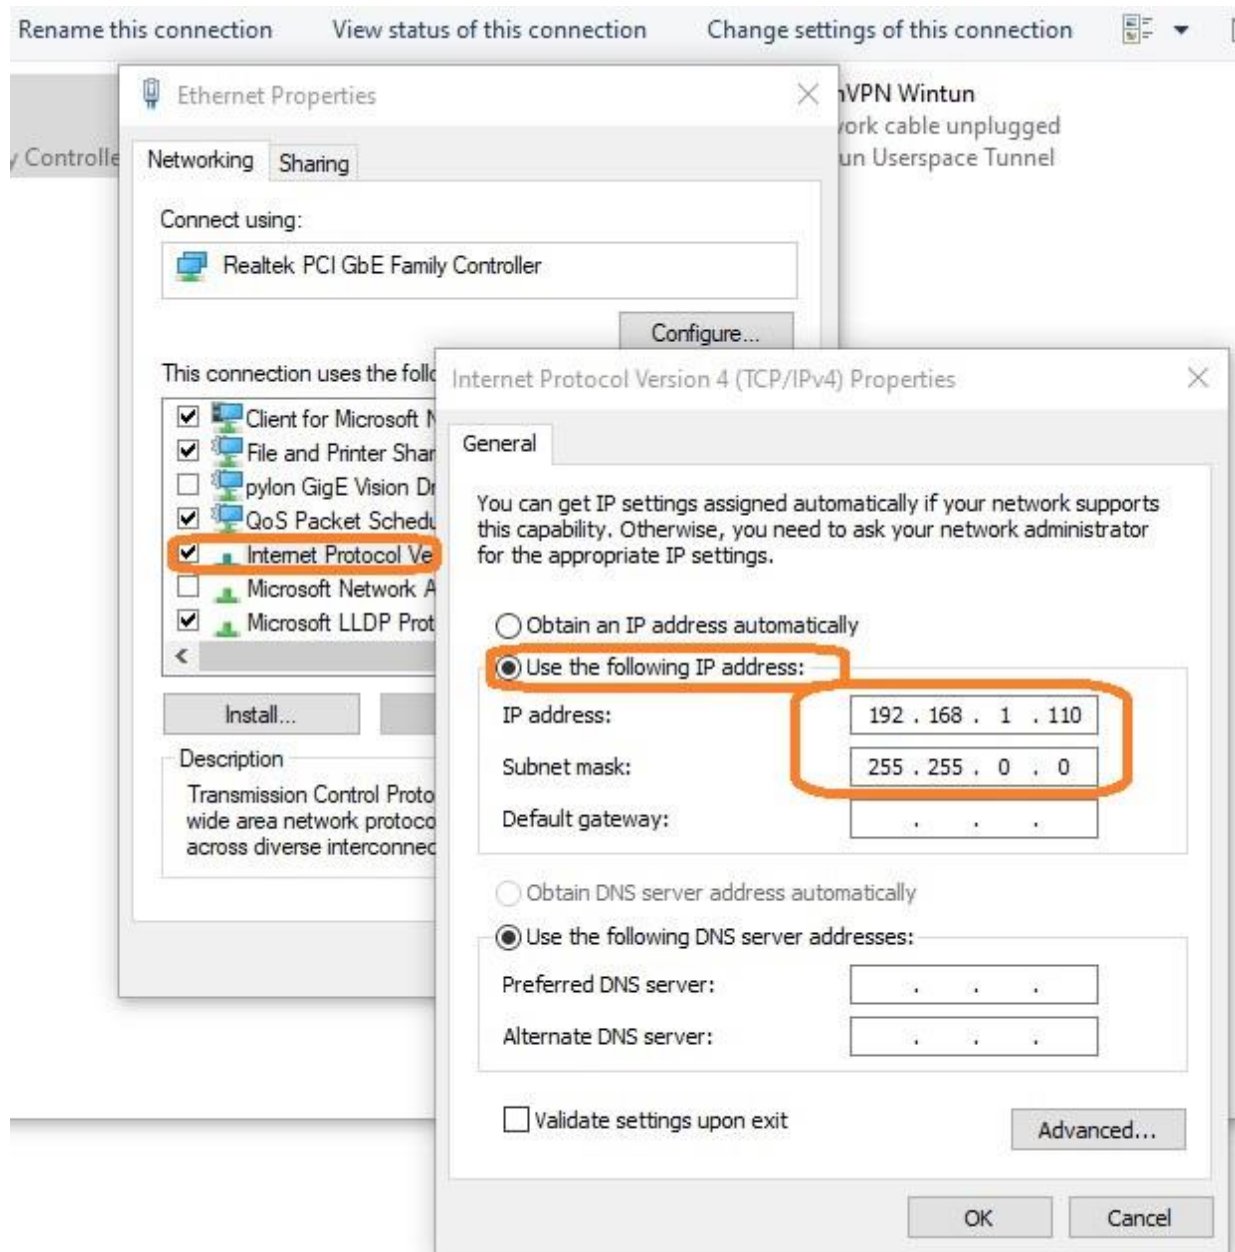 Rename this connection View status of this connection Change settings of this connection
Ethernet Properties
nVPN Wintun
work cable unplugged
un Userspace Tunnel
y Controlle
Networking Sharing
Connect using:
Realtek PCI GbE Family Controller
Configure...
This connection uses the follo
Client for Microsoft N
File and Printer Shar
pylon GigE Vision Dr
QoS Packet Schedu
Internet Protocol Ve
Microsoft Network A
Microsoft LLDP Prot
Install...
Description
Transmission Control Proto
wide area network protoco
across diverse interconnec
Internet Protocol Version 4 (TCP/IPv4) Properties
General
You can get IP settings assigned automatically if your network supports
this capability. Otherwise, you need to ask your network administrator
for the appropriate IP settings.
Obtain an IP address automatically
Use the following IP address:
IP address: 192 . 168 . 1 . 110
Subnet mask: 255 . 255 . 0 . 0
Default gateway: . . .
Obtain DNS server address automatically
Use the following DNS server addresses:
Preferred DNS server: . . .
Alternate DNS server: . . .
Validate settings upon exit
Advanced...
OK Cancel